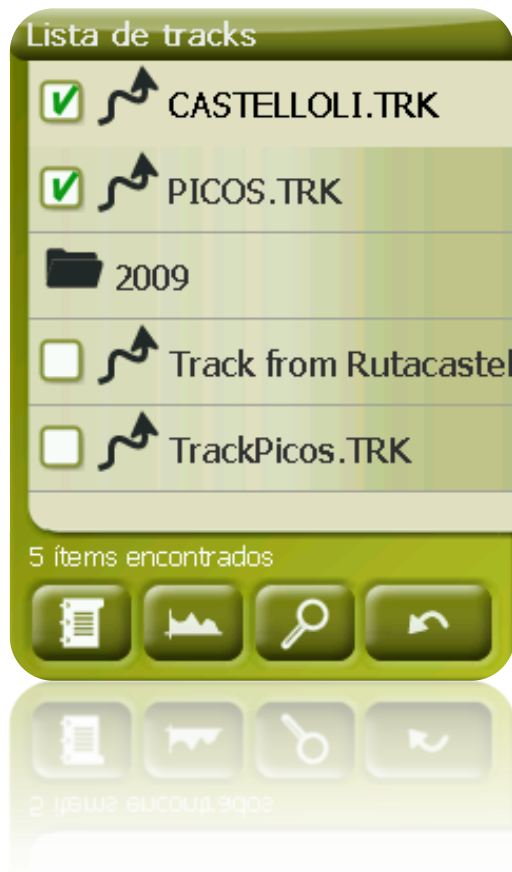 Lista de tracks
CASTELLOLI.TRK
PICOS.TRK
2009
Track from Rutacastel
TrackPicos.TRK
5 ítems encontrados